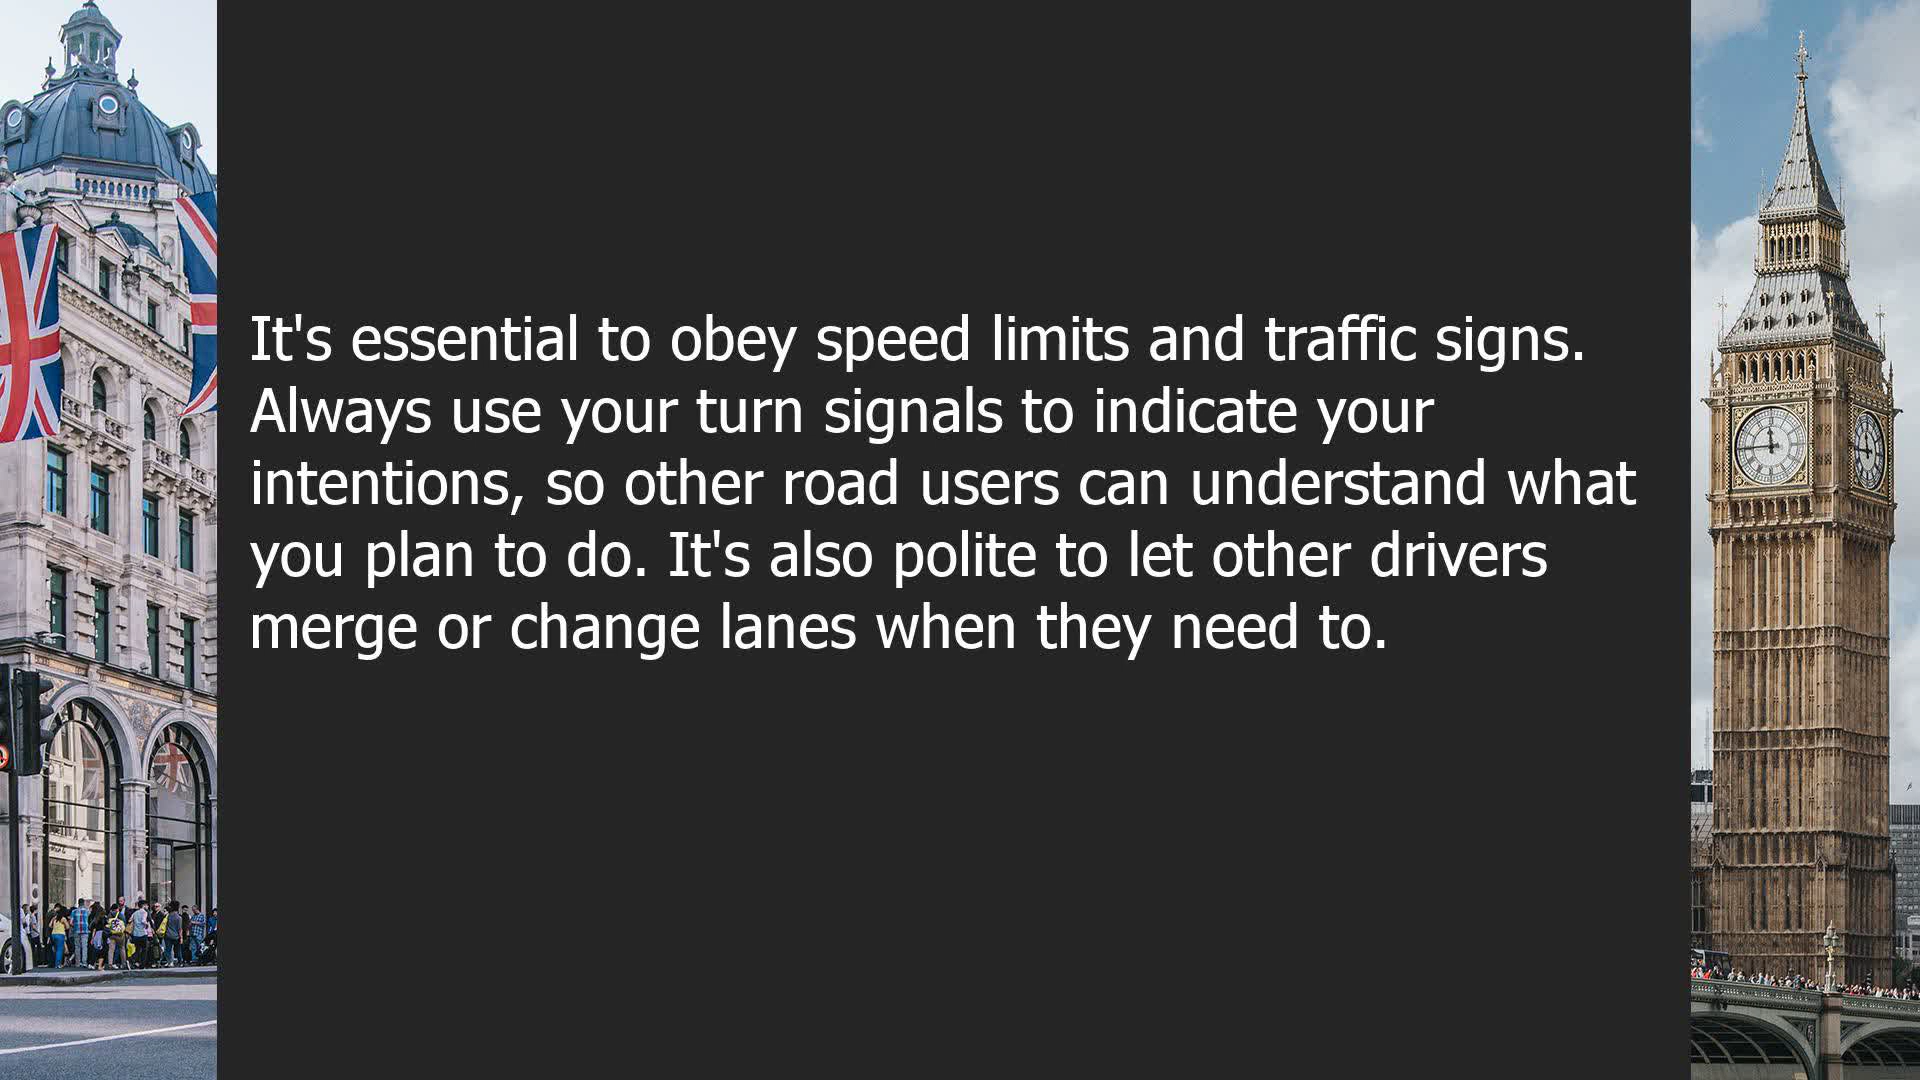 It's essential to obey speed limits and traffic signs.
Always use your turn signals to indicate your
intentions, so other road users can understand what
you plan to do. It's also polite to let other drivers
merge or change lanes when they need to.